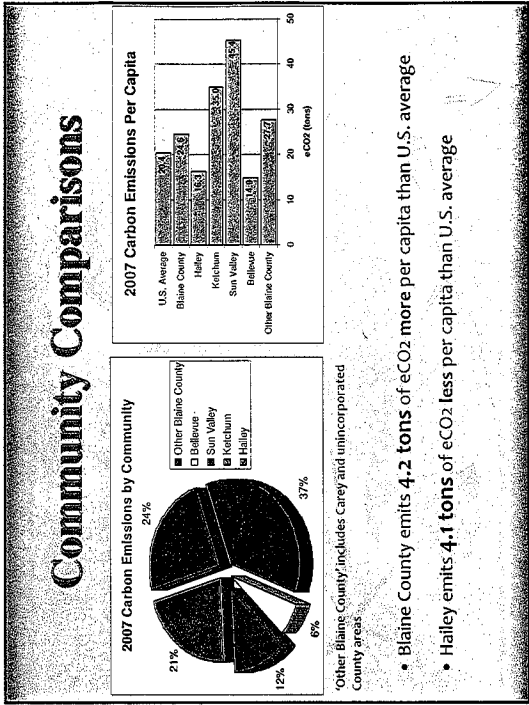 Community Comparisons
2007 Carbon Emissions by Community
24%
37%
6%
12%
21%
Other Blaine County
Bellevue
Sun Valley
Ketchum
Hailey
2007 Carbon Emissions Per Capita
U.S. Average
20.4
Blaine County
24.6
Hailey
16.3
Ketchum
35.0
Sun Valley
45.4
Bellevue
14.9
Other Blaine County
27.7
0
10
20
30
40
50
eCO2 (tons)
'Other Blaine County' includes Carey and unincorporated
County areas
• Blaine County emits 4.2 tons of eCO2 more per capita than U.S. average
• Hailey emits 4.1 tons of eCO2 less per capita than U.S. average